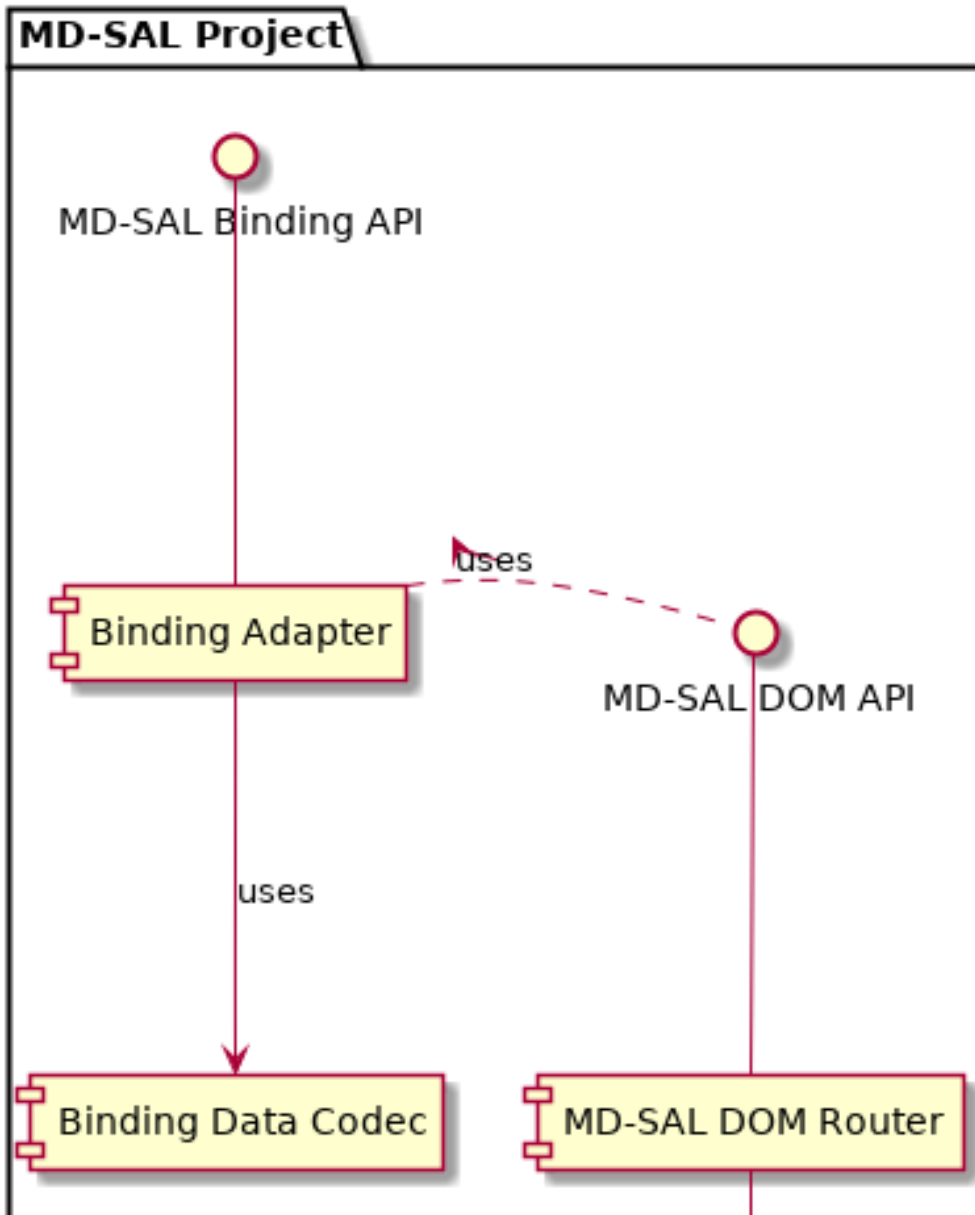 MD-SAL Project
MD-SAL Binding API
uses
Binding Adapter
MD-SAL DOM API
uses
Binding Data Codec
MD-SAL DOM Router